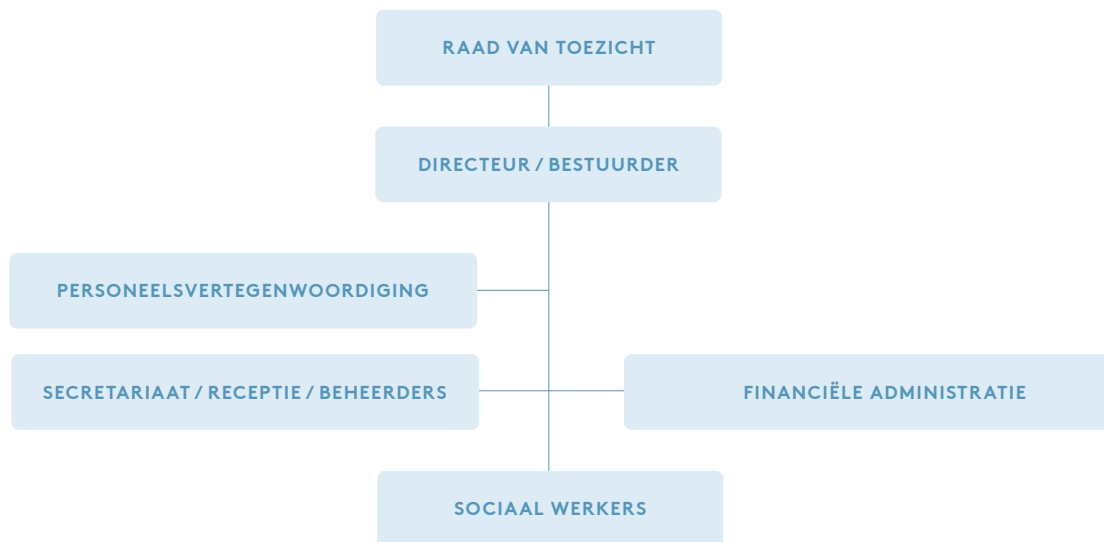 RAAD VAN TOEZICHT
DIRECTEUR / BESTUURDER
PERSONEELSVERTEGENWOORDIGING
SECRETARIAAT / RECEPTIE / BEHEERDERS
FINANCIËLE ADMINISTRATIE
SOCIAAL WERKERS